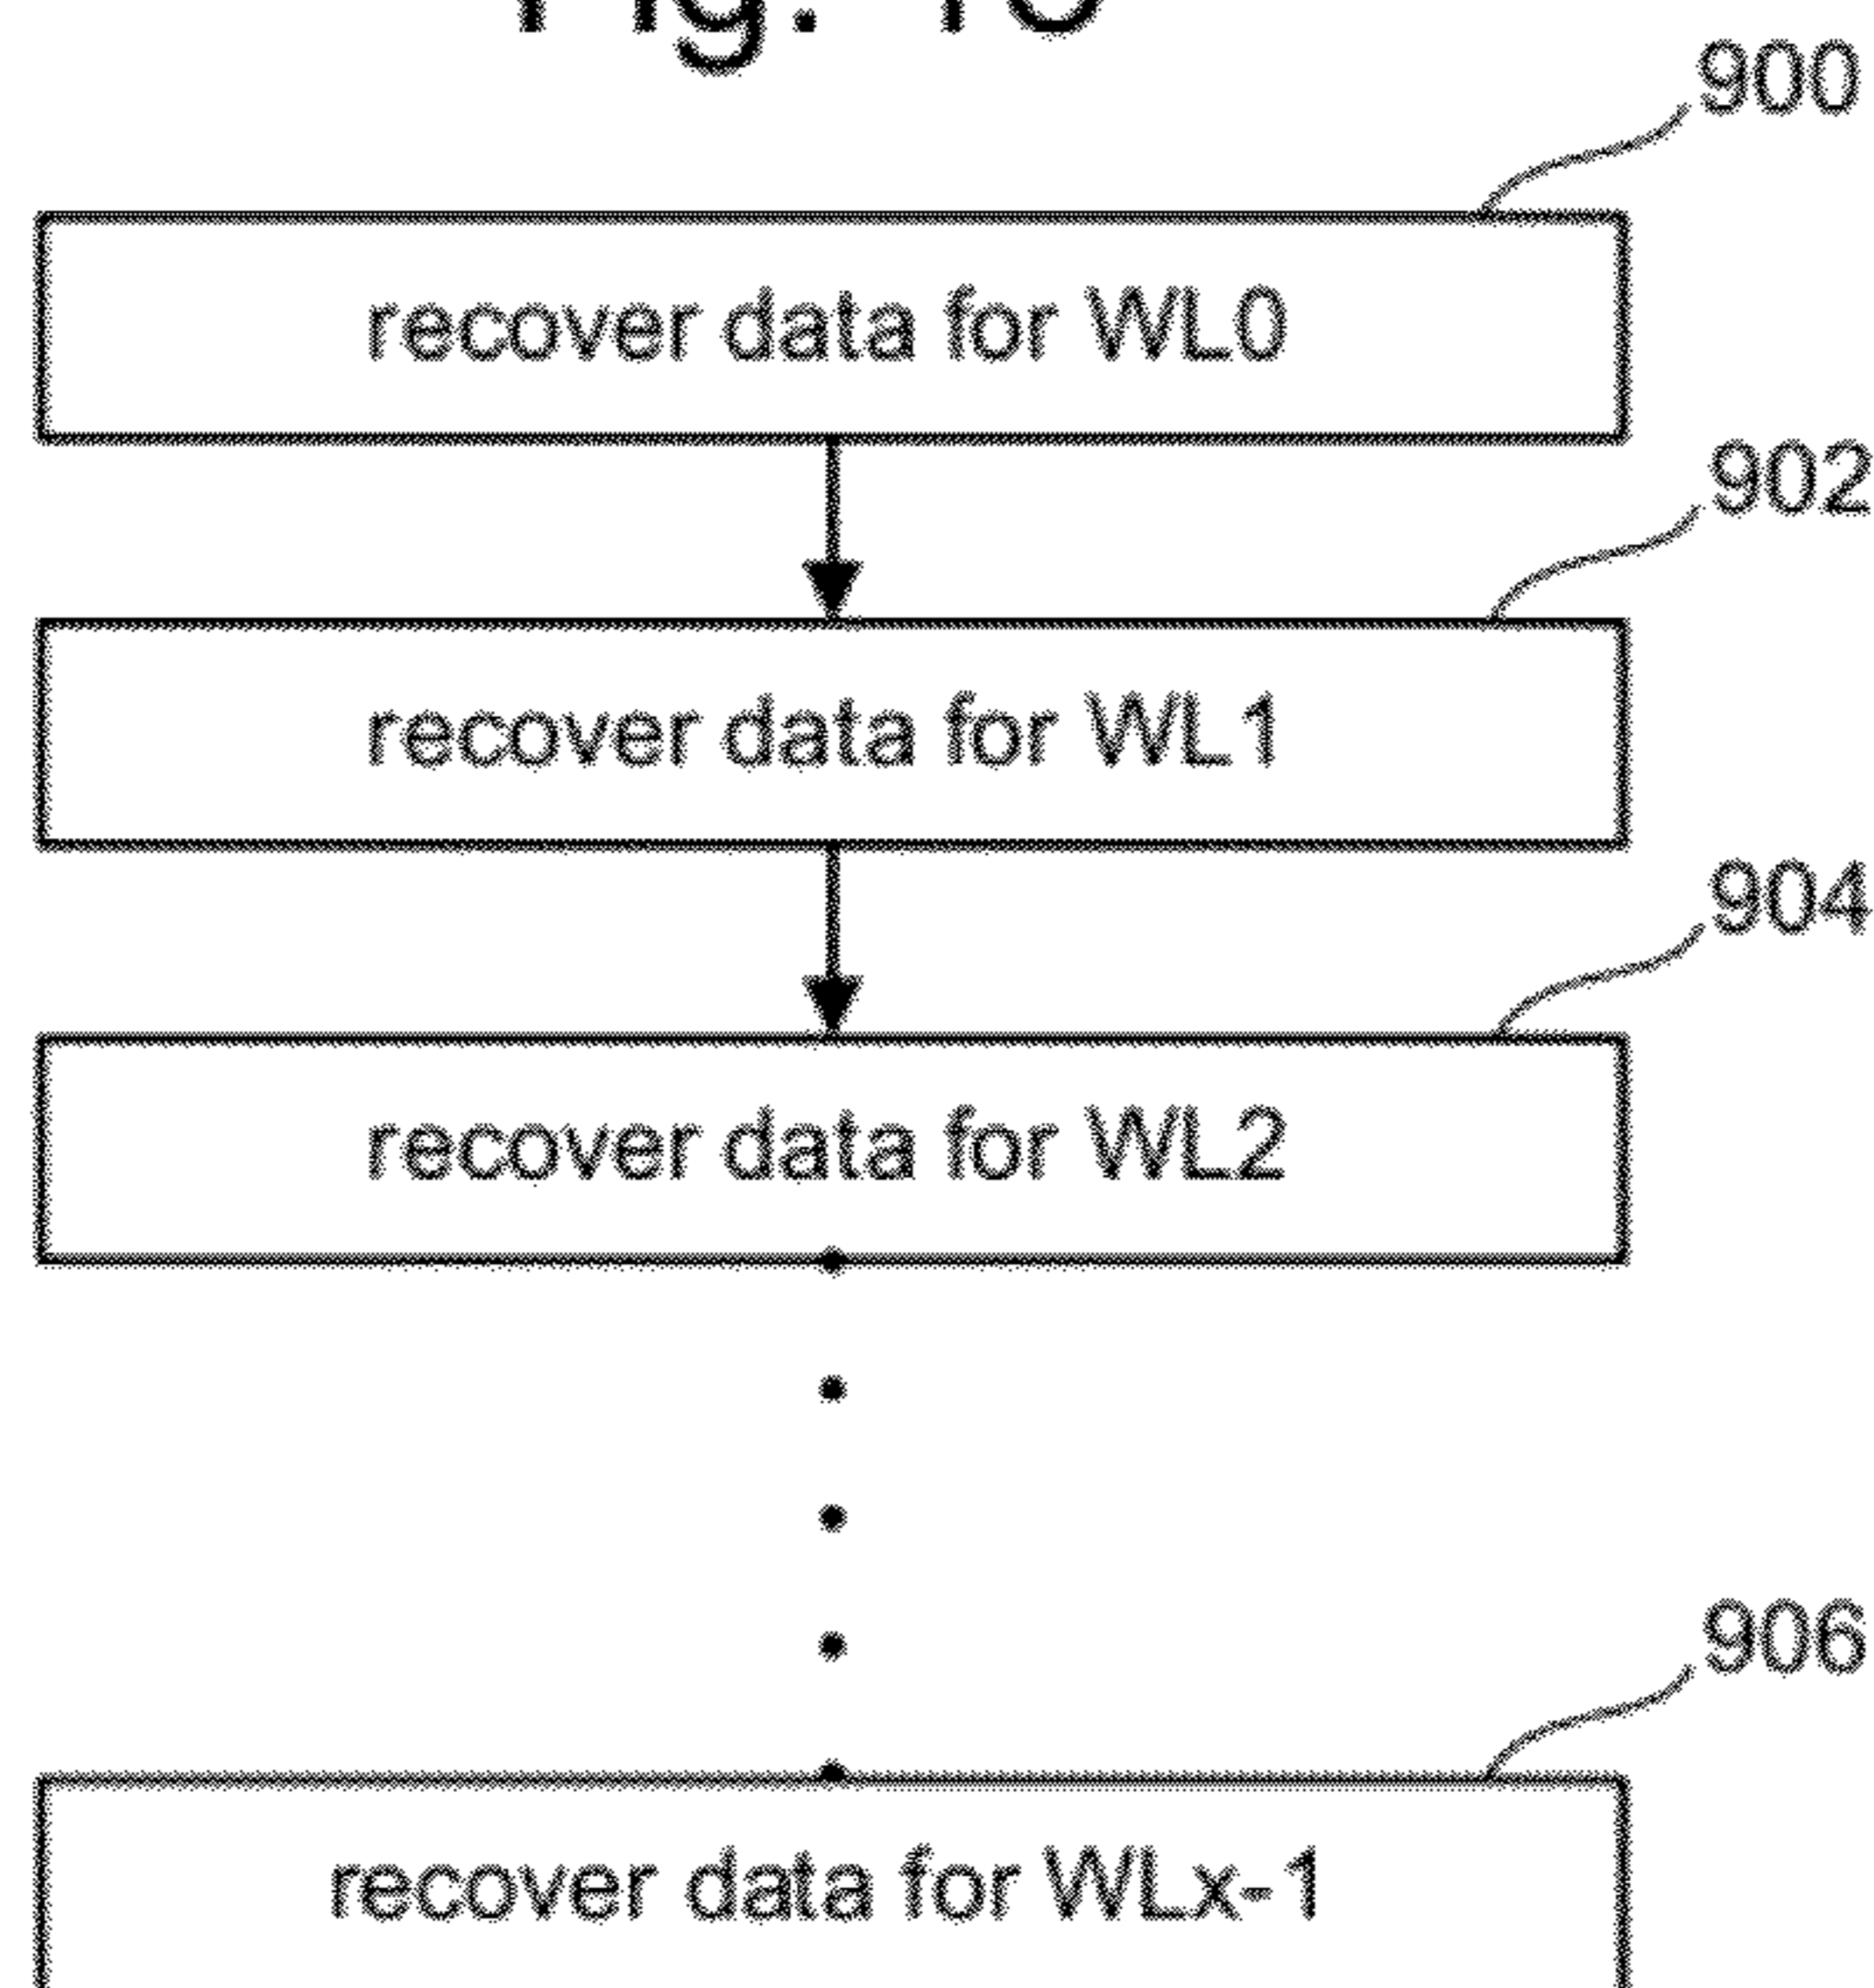 Fig.
900
recover data for WL0
902
recover data for WL1
904
recover data for WL2
906
recover data for WLx-1